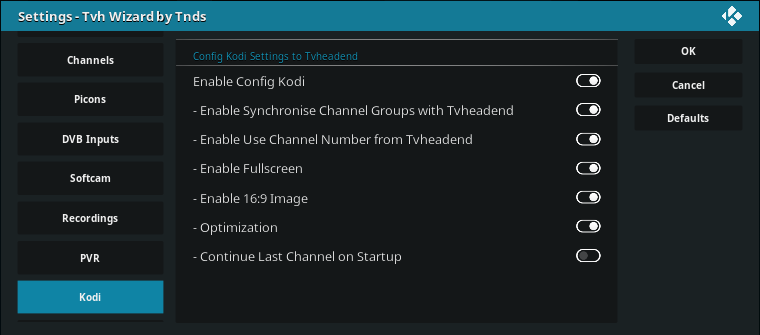 Settings - Tvh Wizard by Tnds
Channels
Picons
DVB Inputs
Softcam
Recordings
PVR
Kodi
Config Kodi Settings to Tvheadend
Enable Config Kodi
- Enable Synchronise Channel Groups with Tvheadend
- Enable Use Channel Number from Tvheadend
- Enable Fullscreen
- Enable 16:9 Image
- Optimization
- Continue Last Channel on Startup
OK
Cancel
Defaults